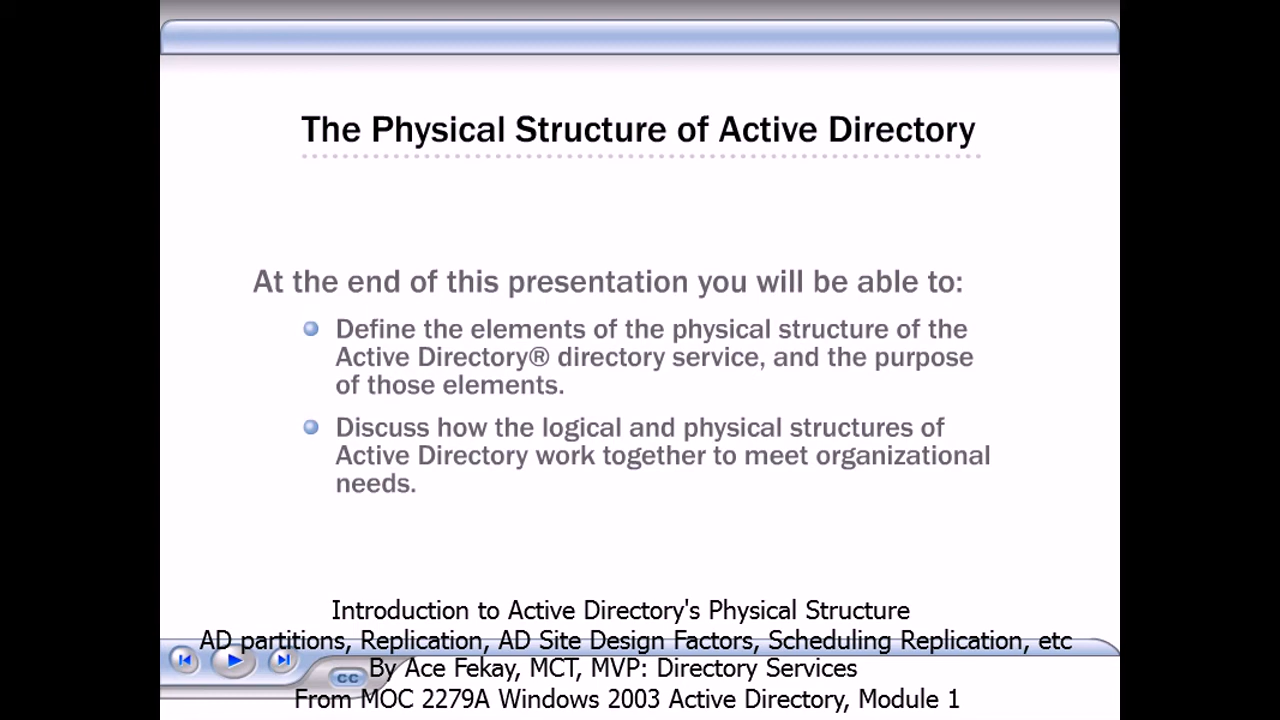 The Physical Structure of Active Directory
At the end of this presentation you will be able to:
Define the elements of the physical structure of the
Active Directory® directory service, and the purpose
of those elements.
Discuss how the logical and physical structures of
Active Directory work together to meet organizational
needs.
Introduction to Active Directory's Physical Structure
AD partitions, Replication, AD Site Design Factors, Scheduling Replication, etc
By Ace Fekay, MCT, MVP: Directory Services
CC
From MOC 2279A Windows 2003 Active Directory, Module 1